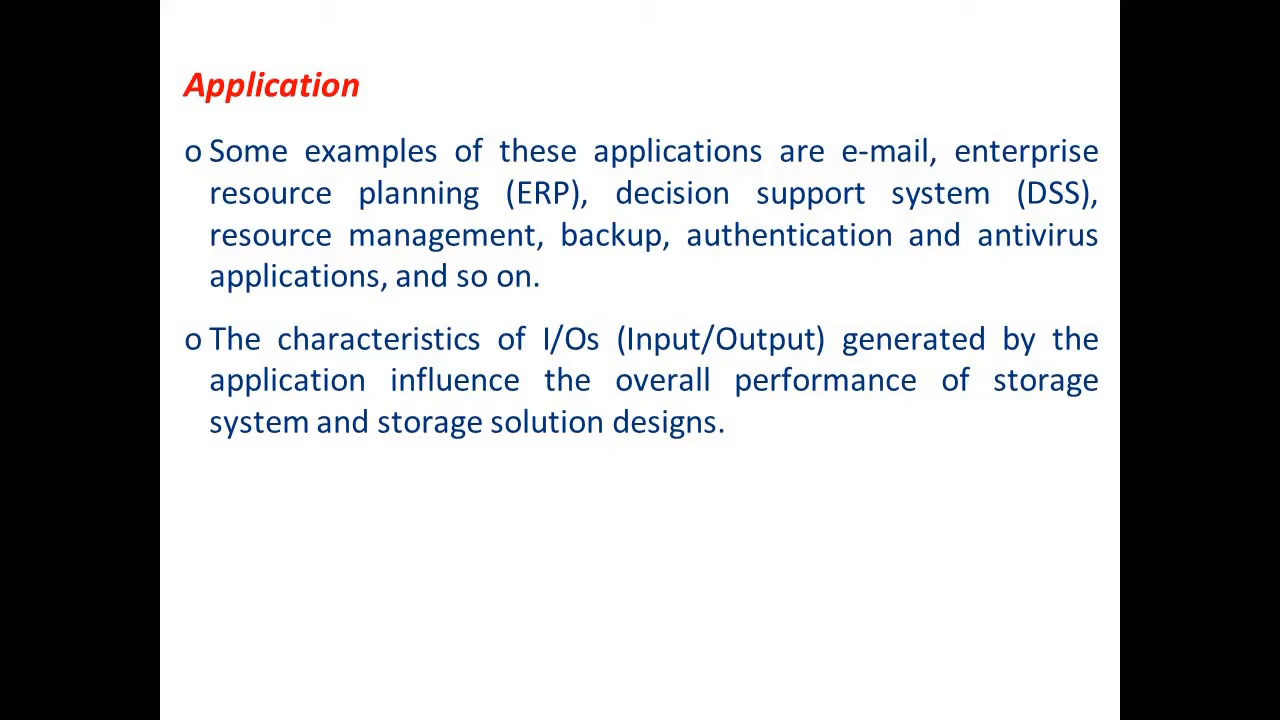 Application
o Some examples of these applications are e-mail, enterprise
resource planning (ERP), decision support system (DSS),
resource management, backup, authentication and antivirus
applications, and so on.
o The characteristics of I/Os (Input/Output) generated by the
application influence the overall performance of storage
system and storage solution designs.